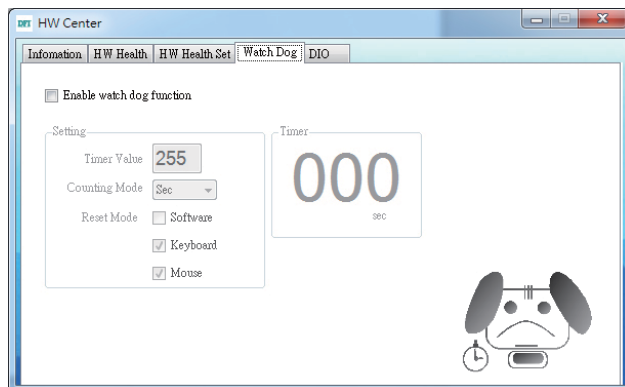 DFI HW Center
Infomation HW Health HW Health Set Watch Dog DIO
Enable watch dog function
Setting
Timer Value 255
Counting Mode Sec
Reset Mode Software
Keyboard
Mouse
Timer
000
sec